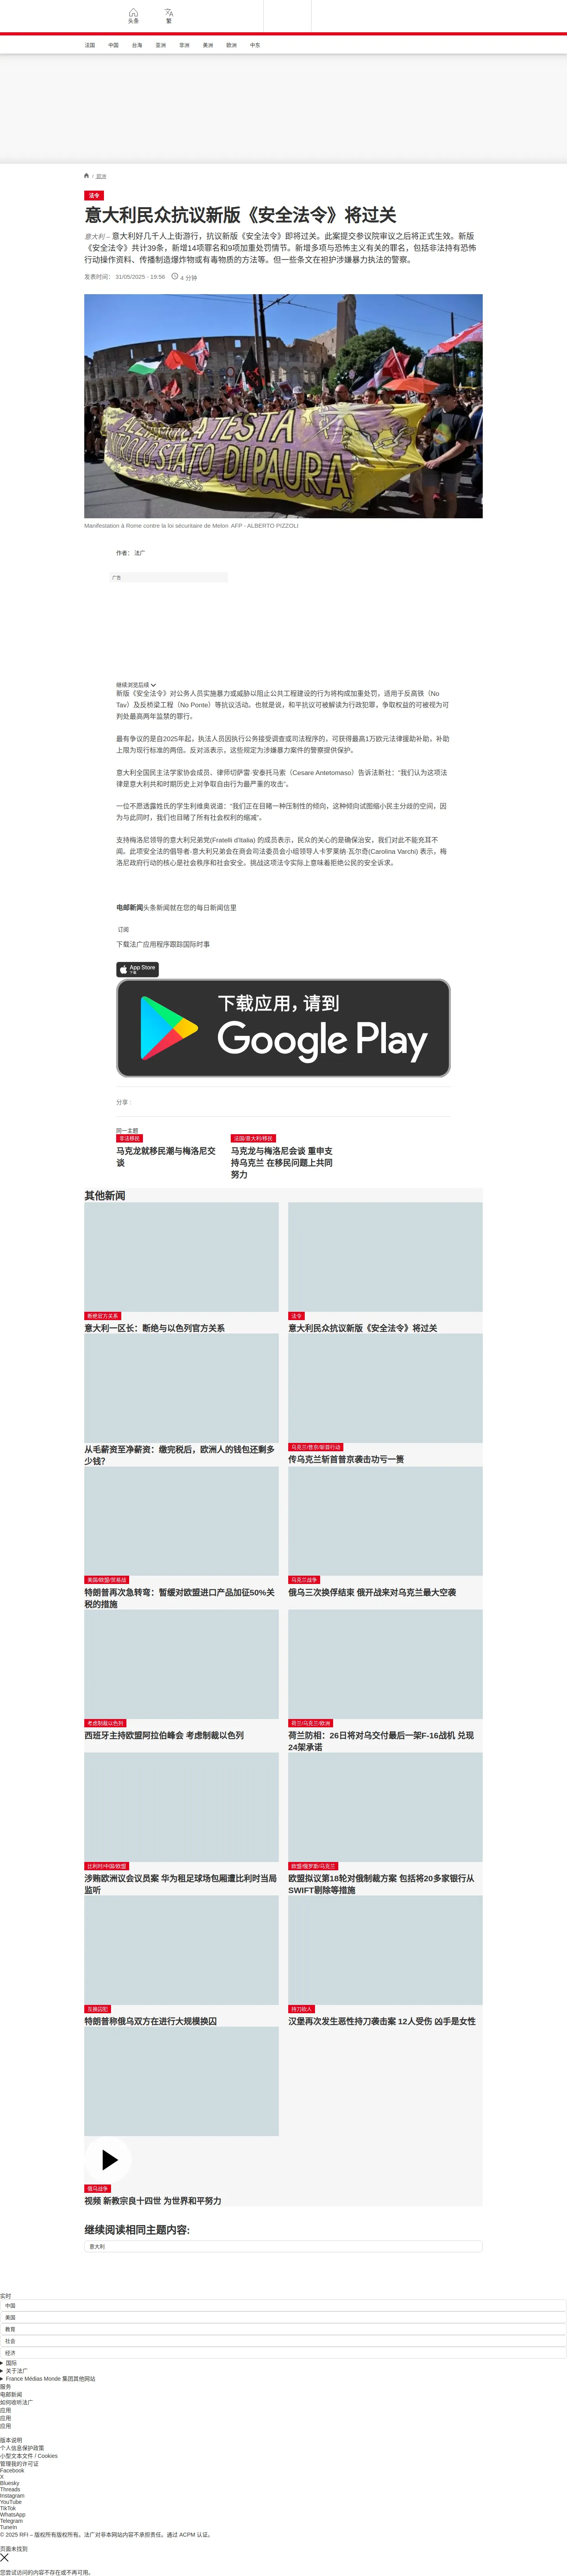 头条
繁
法国 中国 台海 亚洲 非洲 美洲 欧洲 中东
/ 欧洲
法令
意大利民众抗议新版《安全法令》将过关
意大利 – 意大利好几千人上街游行，抗议新版《安全法令》即将过关。此案提交参议院审议之后将正式生效。新版
《安全法令》共计39条，新增14项罪名和9项加重处罚情节。新增多项与恐怖主义有关的罪名，包括非法持有恐怖
行动操作资料、传播制造爆炸物或有毒物质的方法等。但一些条文在袒护涉嫌暴力执法的警察。
发表时间： 31/05/2025 - 19:56 4 分钟
Manifestation à Rome contre la loi sécuritaire de Melon AFP - ALBERTO PIZZOLI
作者： 法广
广告
继续浏览后续
新版《安全法令》对公务人员实施暴力或威胁以阻止公共工程建设的行为将构成加重处罚，适用于反高铁（No
Tav）及反桥梁工程（No Ponte）等抗议活动。也就是说，和平抗议可被解读为行政犯罪，争取权益的可被视为可
判处最高两年监禁的罪行。
最有争议的是自2025年起，执法人员因执行公务接受调查或司法程序的，可获得最高1万欧元法律援助补助，补助
上限为现行标准的两倍。反对派表示，这些规定为涉嫌暴力案件的警察提供保护。
意大利全国民主法学家协会成员、律师切萨雷·安泰托马索（Cesare Antetomaso）告诉法新社："我们认为这项法
律是意大利共和时期历史上对争取自由行为最严重的攻击"。
一位不愿透露姓氏的学生利维奥说道："我们正在目睹一种压制性的倾向，这种倾向试图缩小民主分歧的空间，因
为与此同时，我们也目睹了所有社会权利的缩减"。
支持梅洛尼领导的意大利兄弟党(Fratelli d'Italia) 的成员表示，民众的关心的是确保治安，我们对此不能充耳不
闻。此项安全法的倡导者-意大利兄弟会在商会司法委员会小组领导人卡罗莱纳·瓦尔奇(Carolina Varchi) 表示，梅
洛尼政府行动的核心是社会秩序和社会安全。挑战这项法令实际上意味着拒绝公民的安全诉求。
电邮新闻头条新闻就在您的每日新闻信里
订阅
下载法广应用程序跟踪国际时事
App Store
下载
下载应用，请到
Google Play
分享 :
同一主题
非法移民
马克龙就移民潮与梅洛尼交
谈
法国/意大利/移民
马克龙与梅洛尼会谈 重申支
持乌克兰 在移民问题上共同
努力
其他新闻
断绝官方关系
意大利一区长：断绝与以色列官方关系
法令
意大利民众抗议新版《安全法令》将过关
从毛薪资至净薪资：缴完税后，欧洲人的钱包还剩多
少钱？
乌克兰/普京/斩首行动
传乌克兰斩首普京袭击功亏一篑
美国/欧盟/贸易战
特朗普再次急转弯：暂缓对欧盟进口产品加征50%关
税的措施
乌克兰战争
俄乌三次换俘结束 俄开战来对乌克兰最大空袭
考虑制裁以色列
西班牙主持欧盟阿拉伯峰会 考虑制裁以色列
荷兰/乌克兰/欧洲
荷兰防相：26日将对乌交付最后一架F-16战机 兑现
24架承诺
比利时/中国/欧盟
涉贿欧洲议会议员案 华为租足球场包厢遭比利时当局
监听
欧盟/俄罗斯/乌克兰
欧盟拟议第18轮对俄制裁方案 包括将20多家银行从
SWIFT剔除等措施
互换囚犯
特朗普称俄乌双方在进行大规模换囚
持刀砍人
汉堡再次发生恶性持刀袭击案 12人受伤 凶手是女性
俄乌战争
视频 新教宗良十四世 为世界和平努力
继续阅读相同主题内容:
意大利
实时
中国
美国
教育
社会
经济
国际
关于法广
France Médias Monde 集团其他网站
服务
电邮新闻
如何收听法广
应用
应用
应用
版本说明
个人信息保护政策
小型文本文件 / Cookies
管理我的许可证
Facebook
X
Bluesky
Threads
Instagram
YouTube
TikTok
WhatsApp
Telegram
TuneIn
© 2025 RFI – 版权所有版权所有。法广对非本网站内容不承担责任。通过 ACPM 认证。
页面未找到
您尝试访问的内容不存在或不再可用。